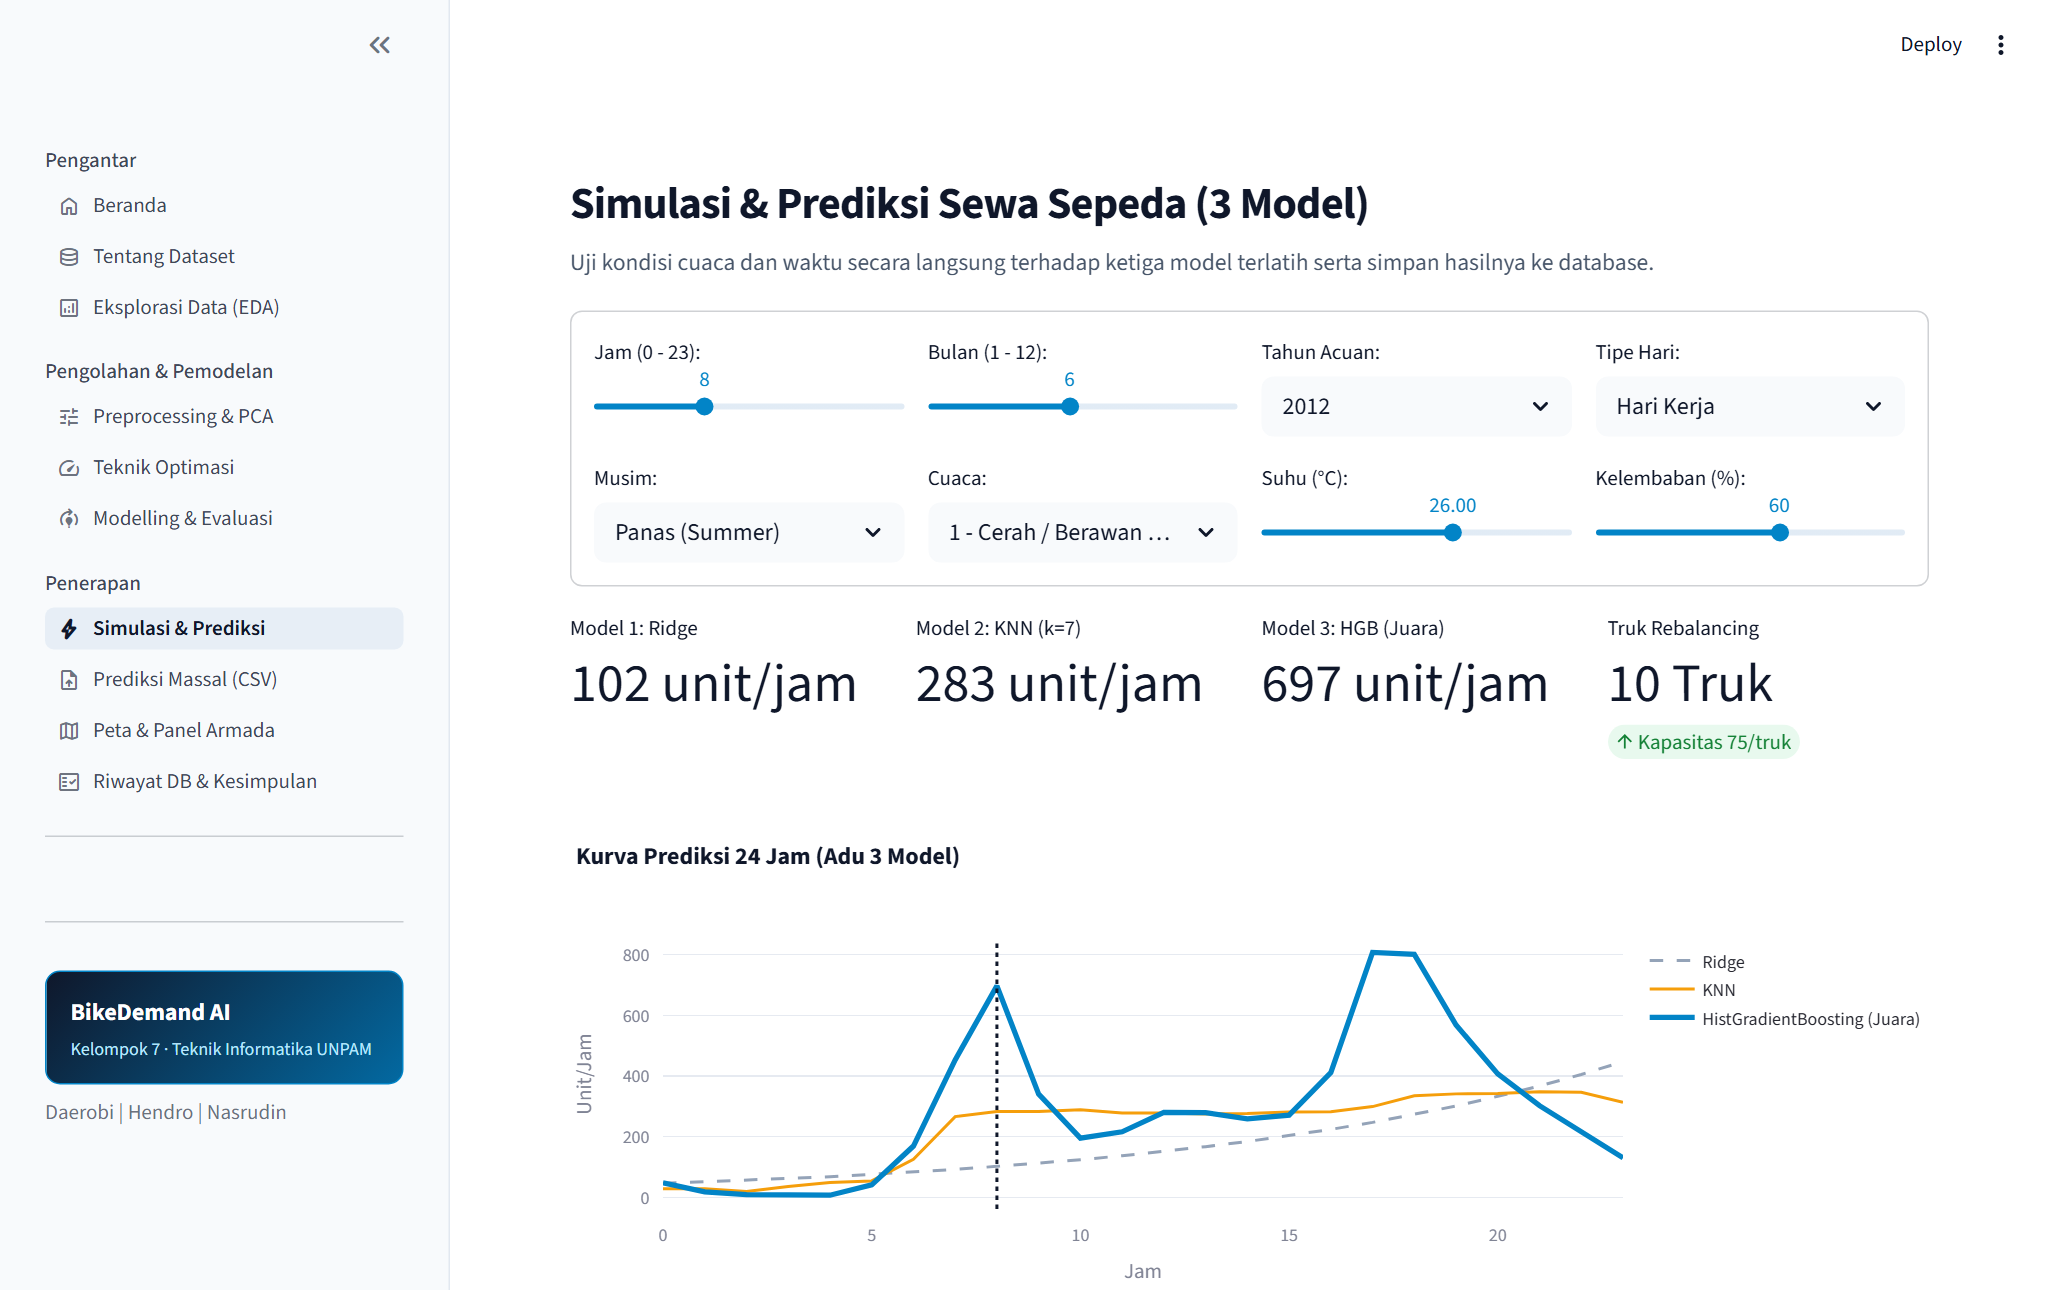 Deploy
Pengantar
Beranda
Tentang Dataset
Eksplorasi Data (EDA)
Pengolahan & Pemodelan
Preprocessing & PCA
Teknik Optimasi
Modelling & Evaluasi
Penerapan
Simulasi & Prediksi
Prediksi Massal (CSV)
Peta & Panel Armada
Riwayat DB & Kesimpulan
BikeDemand AI
Kelompok 7 · Teknik Informatika UNPAM
Daerobi | Hendro | Nasrudin
Simulasi & Prediksi Sewa Sepeda (3 Model)
Uji kondisi cuaca dan waktu secara langsung terhadap ketiga model terlatih serta simpan hasilnya ke database.
Jam (0 - 23):
8
Bulan (1 - 12):
6
Tahun Acuan:
2012
Tipe Hari:
Hari Kerja
Musim:
Panas (Summer)
Cuaca:
1 - Cerah / Berawan ...
Suhu (°C):
26.00
Kelembaban (%):
60
Model 1: Ridge
102 unit/jam
Model 2: KNN (k=7)
283 unit/jam
Model 3: HGB (Juara)
697 unit/jam
Truk Rebalancing
10 Truk
↑ Kapasitas 75/truk
Kurva Prediksi 24 Jam (Adu 3 Model)
Unit/Jam
800
600
400
200
0
0 5 10 15 20
Jam
Ridge
KNN
HistGradientBoosting (Juara)